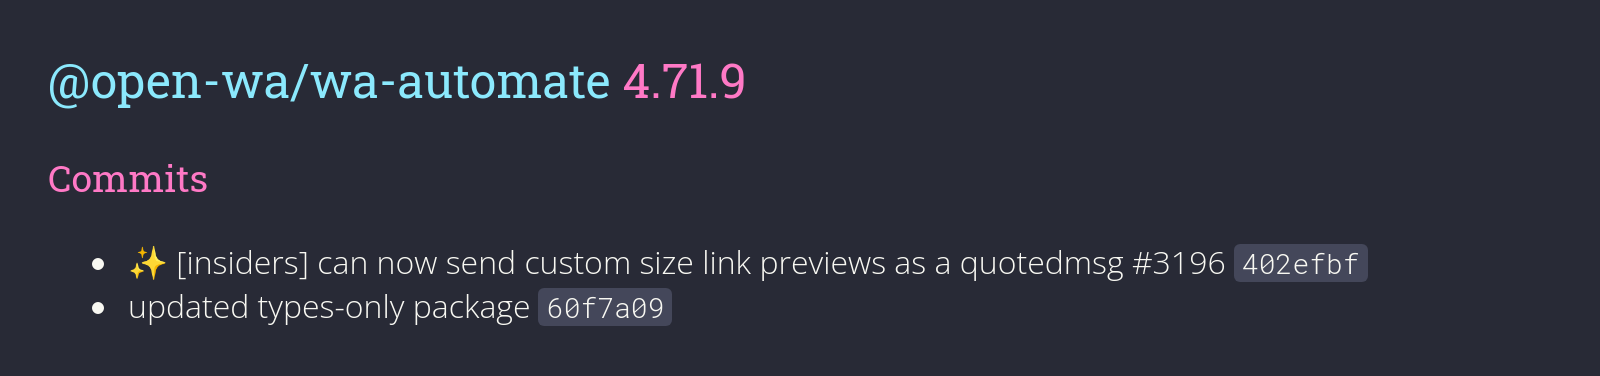 @open-wa/wa-automate 4.71.9
Commits
• ✨ [insiders] can now send custom size link previews as a quotedmsg #3196 402efbf
• updated types-only package 60f7a09